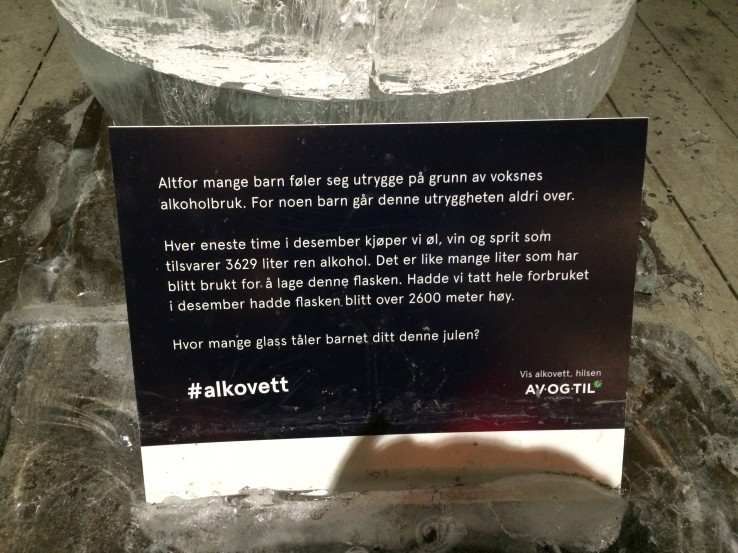 Altfor mange barn føler seg utrygge på grunn av voksnes
alkoholbruk. For noen barn går denne utryggheten aldri over.
Hver eneste time i desember kjøper vi øl, vin og sprit som
tilsvarer 3629 liter ren alkohol. Det er like mange liter som har
blitt brukt for å lage denne flasken. Hadde vi tatt hele forbruket
i desember hadde flasken blitt over 2600 meter høy.
Hvor mange glass tåler barnet ditt denne julen?
#alkovett
Vis alkovett, hilsen
AV·OG·TIL